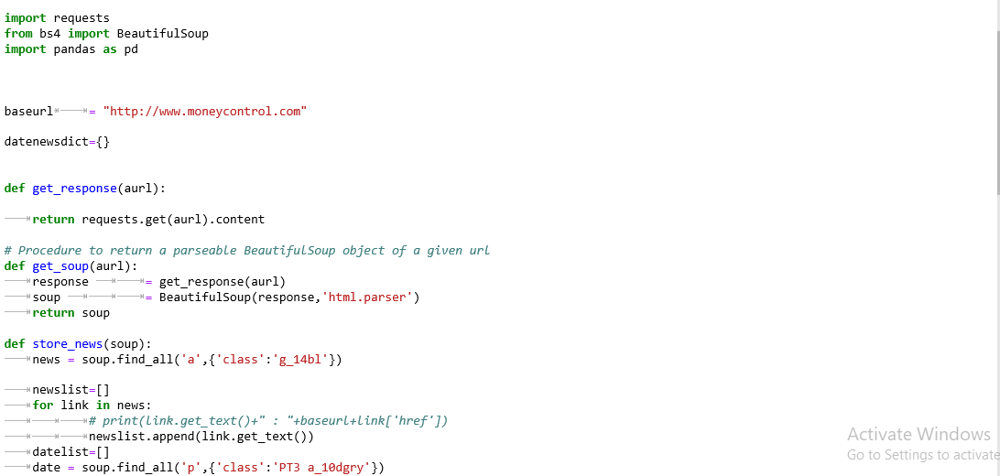 import requests
from bs4 import BeautifulSoup
import pandas as pd
baseurl = "http://www.moneycontrol.com"
datenewsdict={}
def get_response(aurl):
return requests.get(aurl).content
# Procedure to return a parseable BeautifulSoup object of a given url
def get_soup(aurl):
response = get_response(aurl)
soup = BeautifulSoup(response,'html.parser')
return soup
def store_news(soup):
news = soup.find_all('a',{'class':'g_14bl'})
newslist=[]
for link in news:
# print(link.get_text()+" : "+baseurl+link['href'])
newslist.append(link.get_text())
datelist=[]
date = soup.find_all('p',{'class':'PT3 a_10dgry'})
Activate Windows
Go to Settings to activate